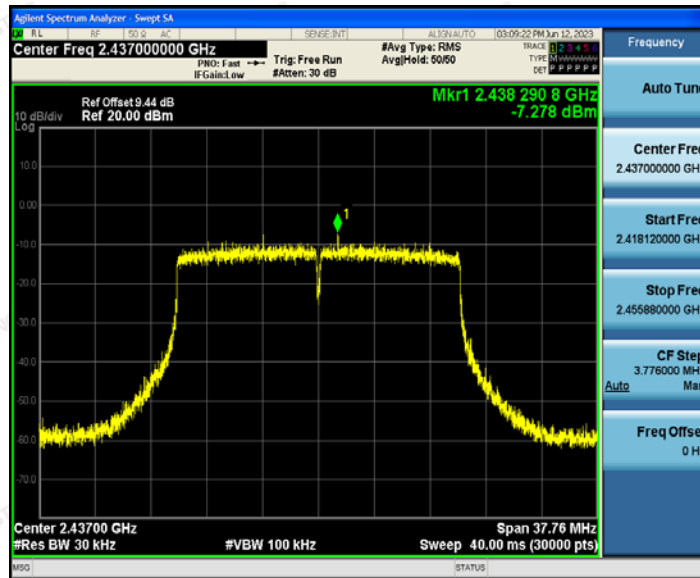 Agilent Spectrum Analyzer - Swept SA
RL RF 50 Ω AC SENSE:INT ALIGN AUTO 03:09:22 PM Jun 12, 2023
Center Freq 2.437000000 GHz
PNO: Fast Trig: Free Run
IFGain:Low #Atten: 30 dB
#Avg Type: RMS
Avg|Hold: 50/50
TRACE 1 2 3 4 5 6
TYPE M
DET P P P P P P
Ref Offset 9.44 dB
10 dB/div Ref 20.00 dBm
Log
Mkr1 2.438 290 8 GHz
-7.278 dBm
10.0
0.00
-10.0
-20.0
-30.0
-40.0
-50.0
-60.0
-70.0
1
Center 2.43700 GHz Span 37.76 MHz
#Res BW 30 kHz #VBW 100 kHz Sweep 40.00 ms (30000 pts)
MSG STATUS
Frequency
Auto Tun
Center Fre
2.437000000 GH
Start Fre
2.418120000 GH
Stop Fre
2.455880000 GH
CF Step
3.776000 MH
Auto Ma
Freq Offse
0 H